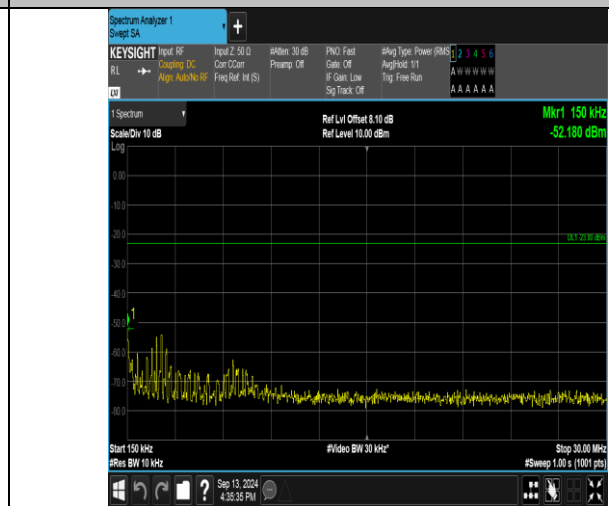 Spectrum Analyzer 1
Swept SA
+
KEYSIGHT Input: RF Input Z: 50 Ω #Atten: 30 dB PNO: Fast #Avg Type: Power (RMS 1 2 3 4 5 6
RL Coupling: DC Corr CCorr Preamp: Off Gate: Off Avg|Hold: 1/1 A W W W W W
Align: Auto/No RF Freq Ref: Int (S) IF Gain: Low Trig: Free Run
Sig Track: Off A A A A A A
LXI
1 Spectrum Ref Lvl Offset 8.10 dB Mkr1 150 kHz
Scale/Div 10 dB Ref Level 10.00 dBm -52.180 dBm
Log
0.00
-10.0
-20.0
DL1 -23.00 dBm
-30.0
-40.0
1
-50.0
-60.0
-70.0
-80.0
Start 150 kHz #Video BW 30 kHz* Stop 30.00 MHz
#Res BW 10 kHz #Sweep 1.00 s (1001 pts)
? Sep 13, 2024
4:35:35 PM